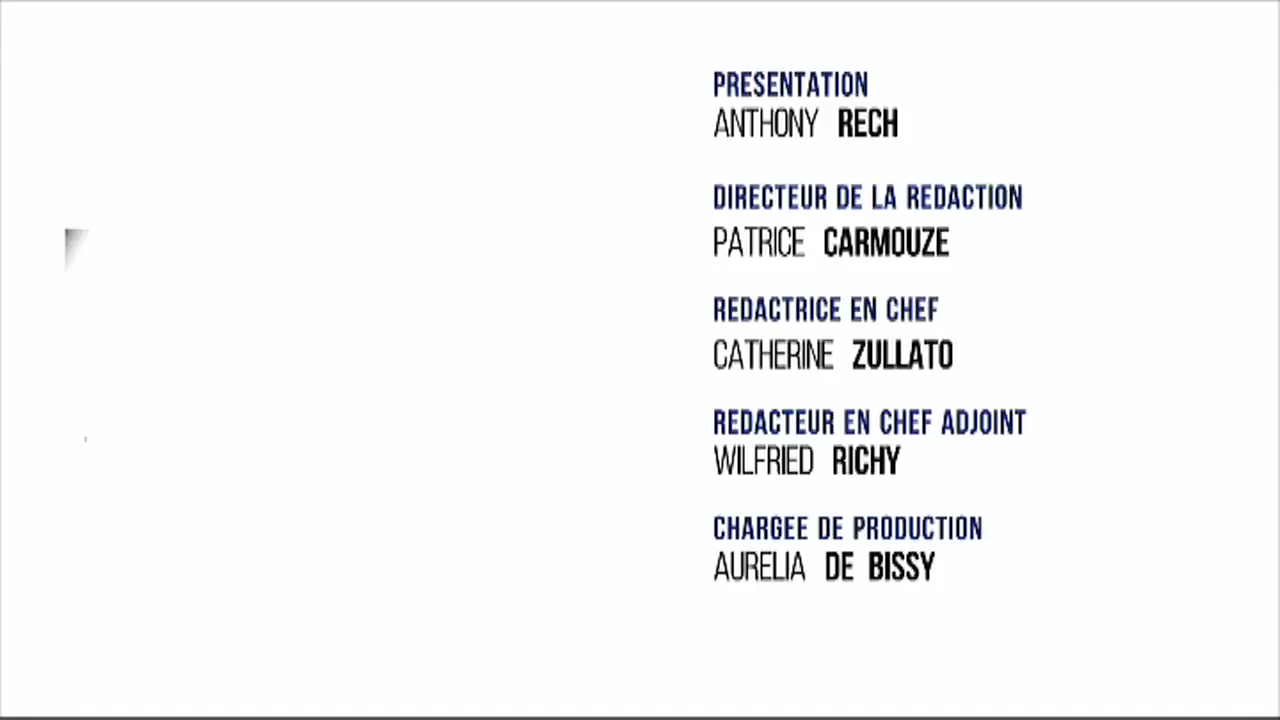 PRESENTATION
ANTHONY RECH
DIRECTEUR DE LA REDACTION
PATRICE CARMOUZE
REDACTRICE EN CHEF
CATHERINE ZULLATO
REDACTEUR EN CHEF ADJOINT
WILFRIED RICHY
CHARGEE DE PRODUCTION
AURELIA DE BISSY